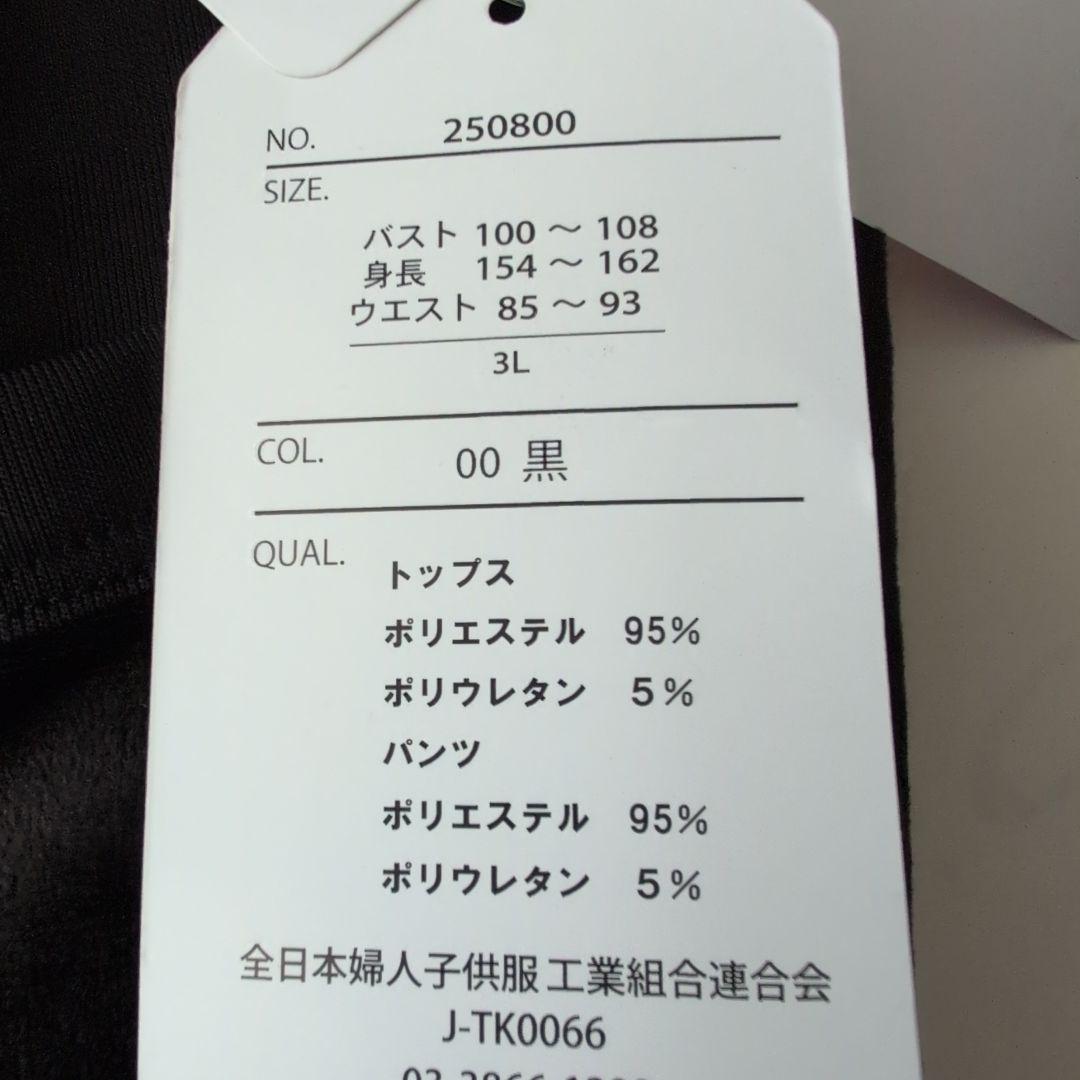 NO. 250800
SIZE.
バスト 100 ～ 108
身長 154 ～ 162
ウエスト 85 ～ 93
3L
COL. 00 黒
QUAL. トップス
ポリエステル 95%
ポリウレタン 5%
パンツ
ポリエステル 95%
ポリウレタン 5%
全日本婦人子供服工業組合連合会
J-TK0066